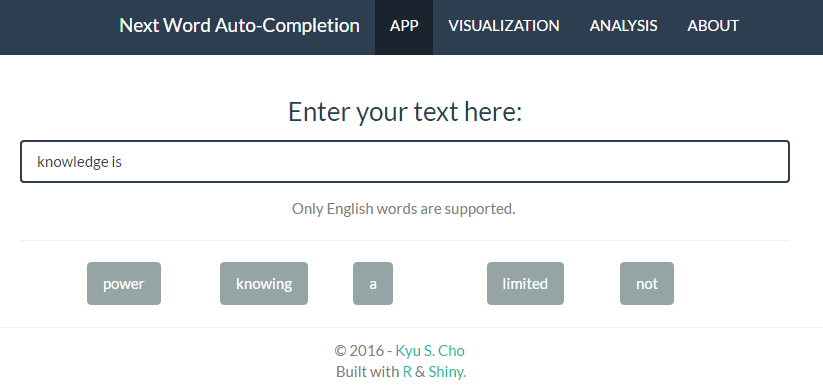 Next Word Auto-Completion APP VISUALIZATION ANALYSIS ABOUT
Enter your text here:
knowledge is
Only English words are supported.
power knowing a limited not
© 2016 - Kyu S. Cho
Built with R & Shiny.